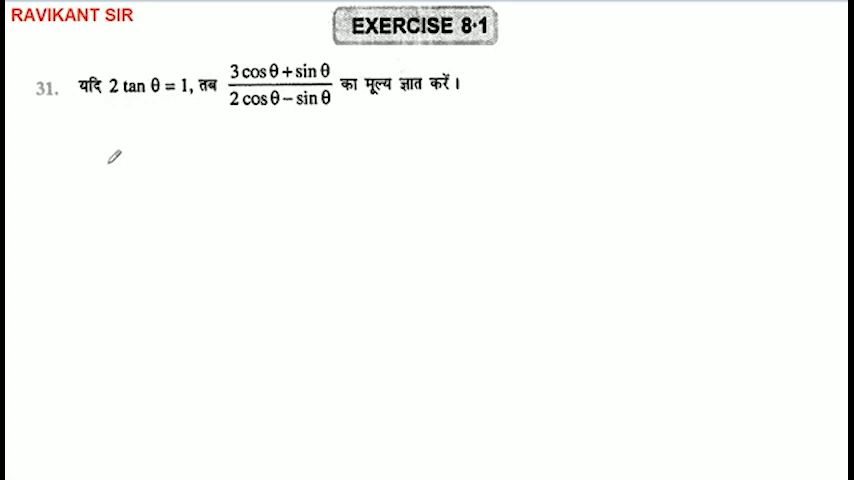 RAVIKANT SIR
EXERCISE 8·1
31. यदि 2 tan θ = 1, तब (3 cos θ + sin θ)/(2 cos θ – sin θ) का मूल्य ज्ञात करें।